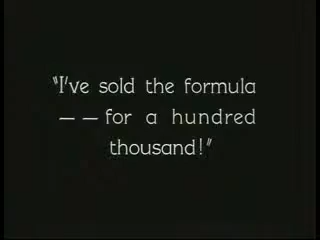 "I've sold the formula
— — for a hundred
thousand!"